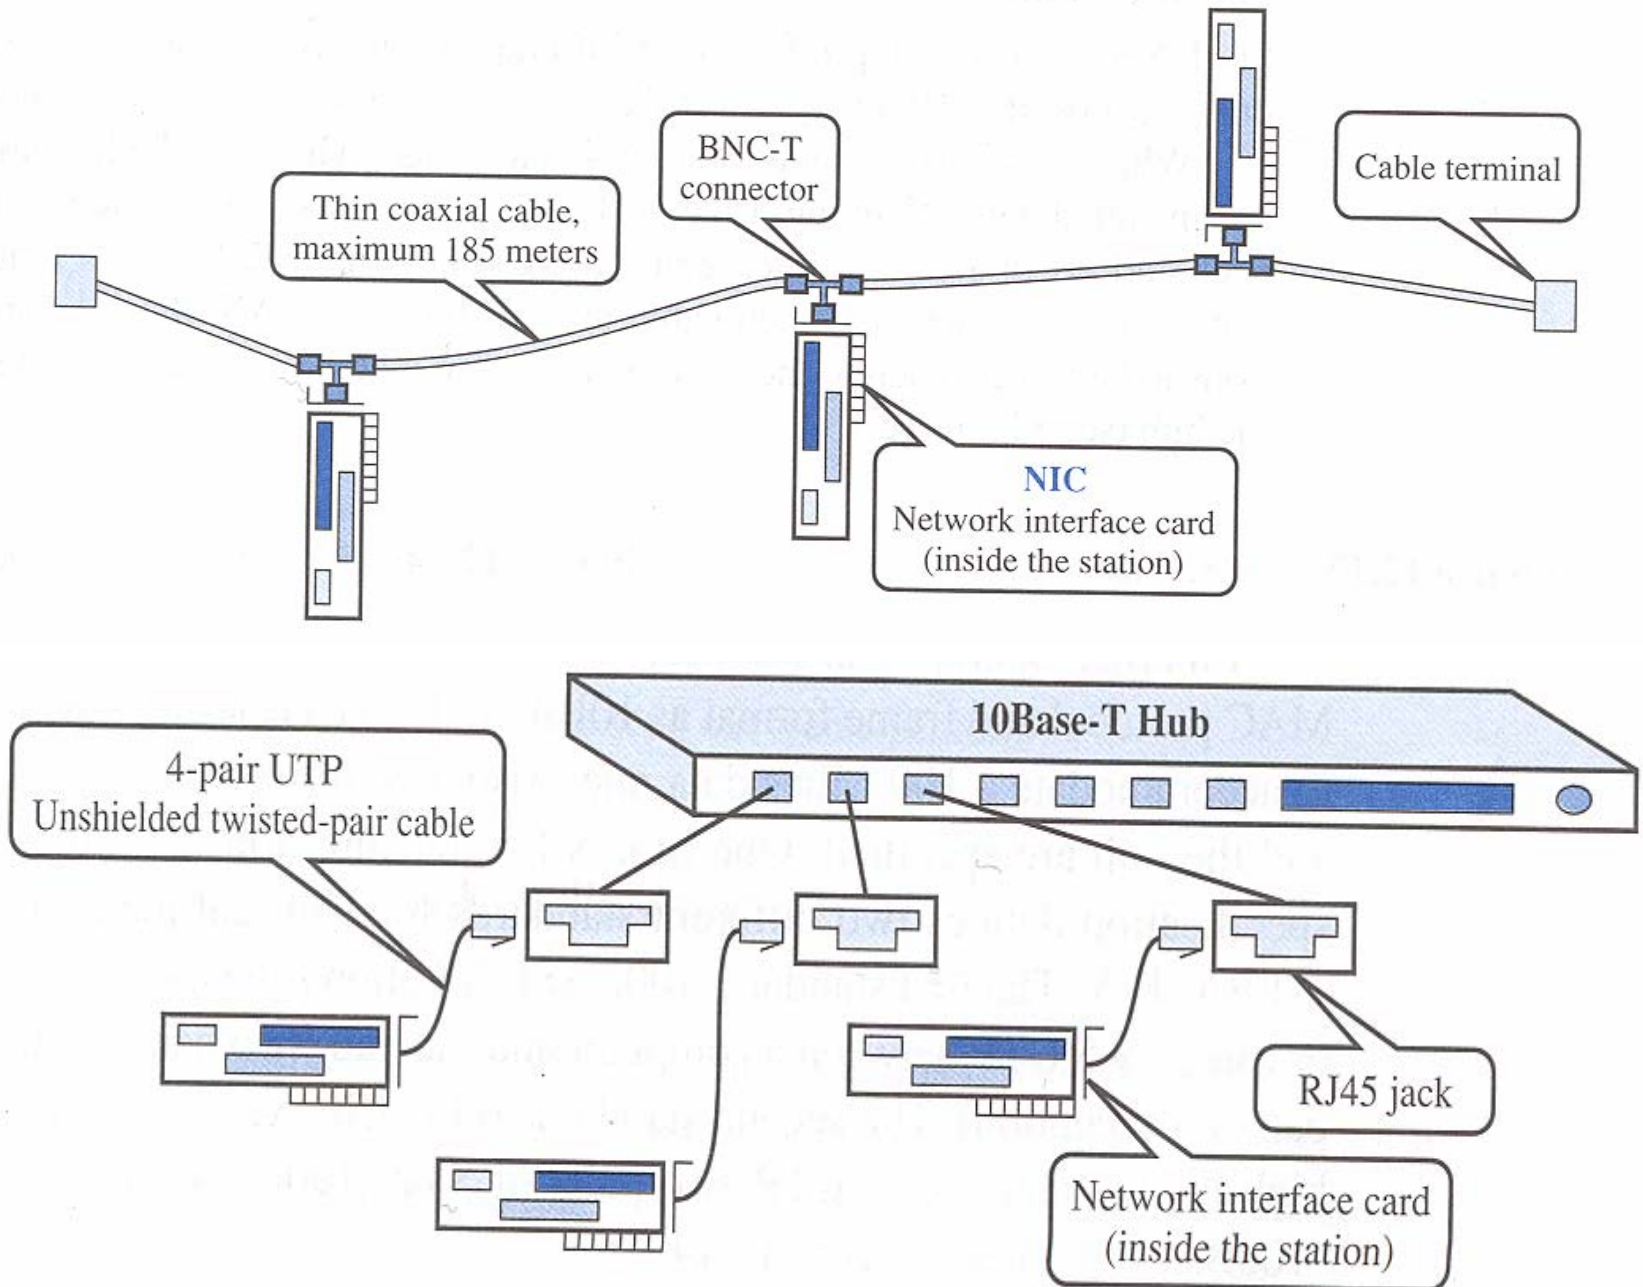 BNC-T
connector
Cable terminal
Thin coaxial cable,
maximum 185 meters
NIC
Network interface card
(inside the station)
10Base-T Hub
4-pair UTP
Unshielded twisted-pair cable
RJ45 jack
Network interface card
(inside the station)